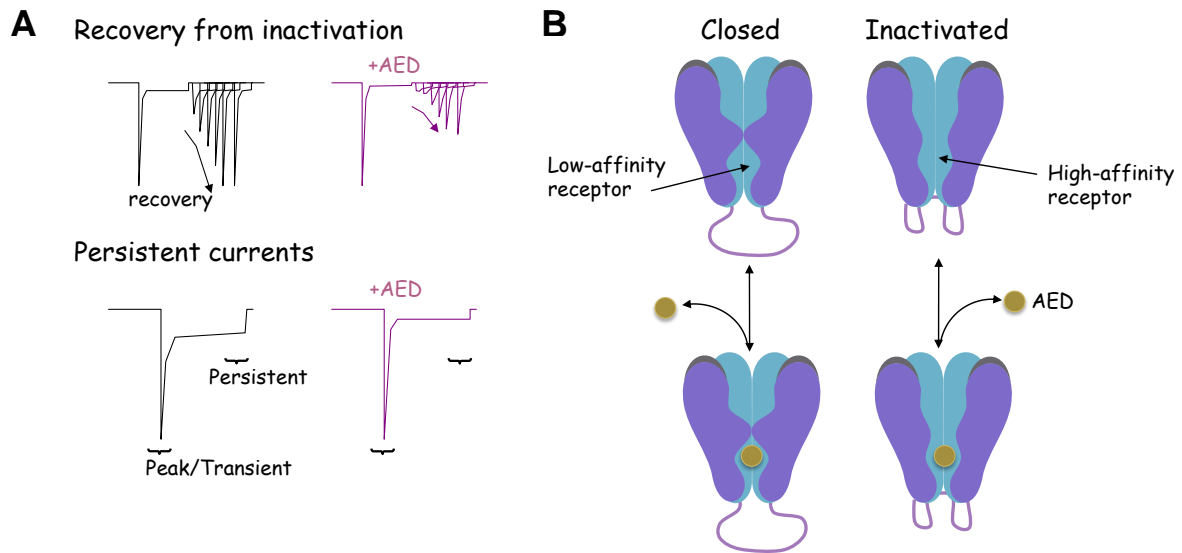 A
Recovery from inactivation
+AED
recovery
Persistent currents
+AED
Persistent
Peak/Transient
B
Closed
Inactivated
Low-affinity
receptor
High-affinity
receptor
AED